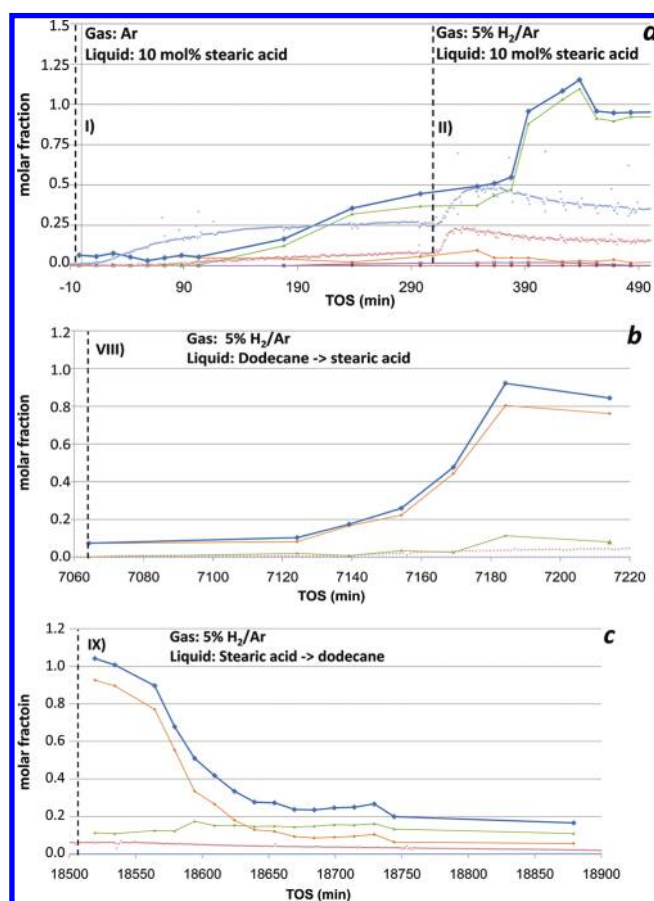 Gas: Ar
Liquid: 10 mol% stearic acid
Gas: 5% H2/Ar
Liquid: 10 mol% stearic acid
a
I)
II)
molar fraction
1.5
1.25
1.0
0.75
0.5
0.25
0.0
-10 90 190 290 390 490
TOS (min)
VIII)
Gas: 5% H2/Ar
Liquid: Dodecane -> stearic acid
b
molar fraction
1.2
1.0
0.8
0.6
0.4
0.2
0.0
7060 7080 7100 7120 7140 7160 7180 7200 7220
TOS (min)
IX)
Gas: 5% H2/Ar
Liquid: Stearic acid -> dodecane
c
molar fractoin
1.2
1.0
0.8
0.6
0.4
0.2
0.0
18500 18550 18600 18650 18700 18750 18800 18850 18900
TOS (min)